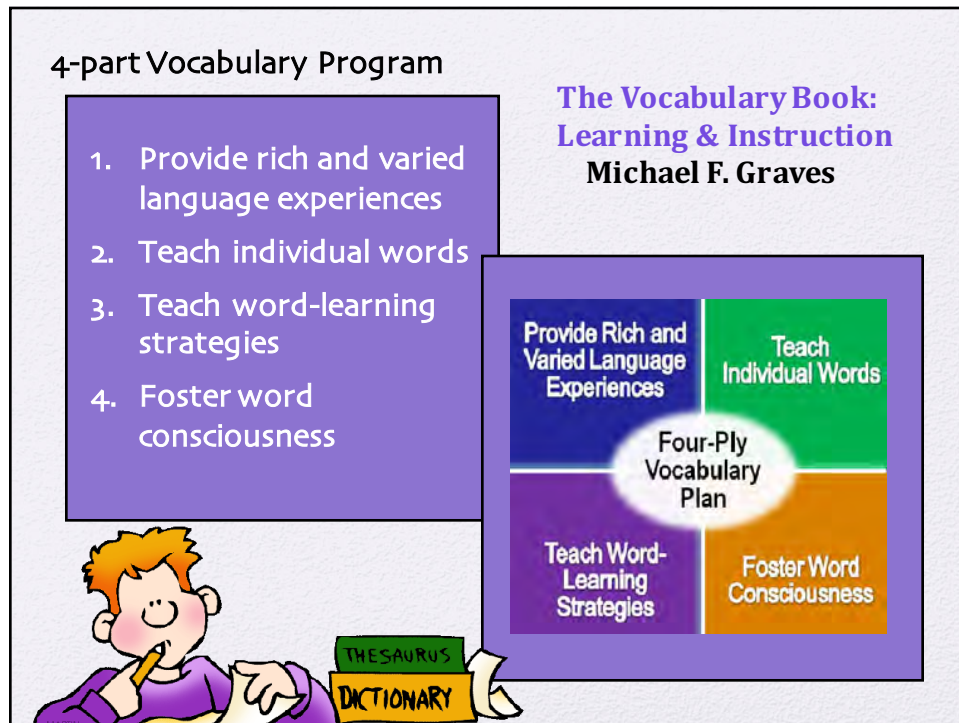 4-part Vocabulary Program
The Vocabulary Book:
Learning & Instruction
Michael F. Graves
1. Provide rich and varied
language experiences
2. Teach individual words
3. Teach word-learning
strategies
4. Foster word
consciousness
Provide Rich and
Varied Language
Experiences
Teach
Individual Words
Four-Ply
Vocabulary
Plan
Teach Word-
Learning
Strategies
Foster Word
Consciousness
THESAURUS
DICTIONARY